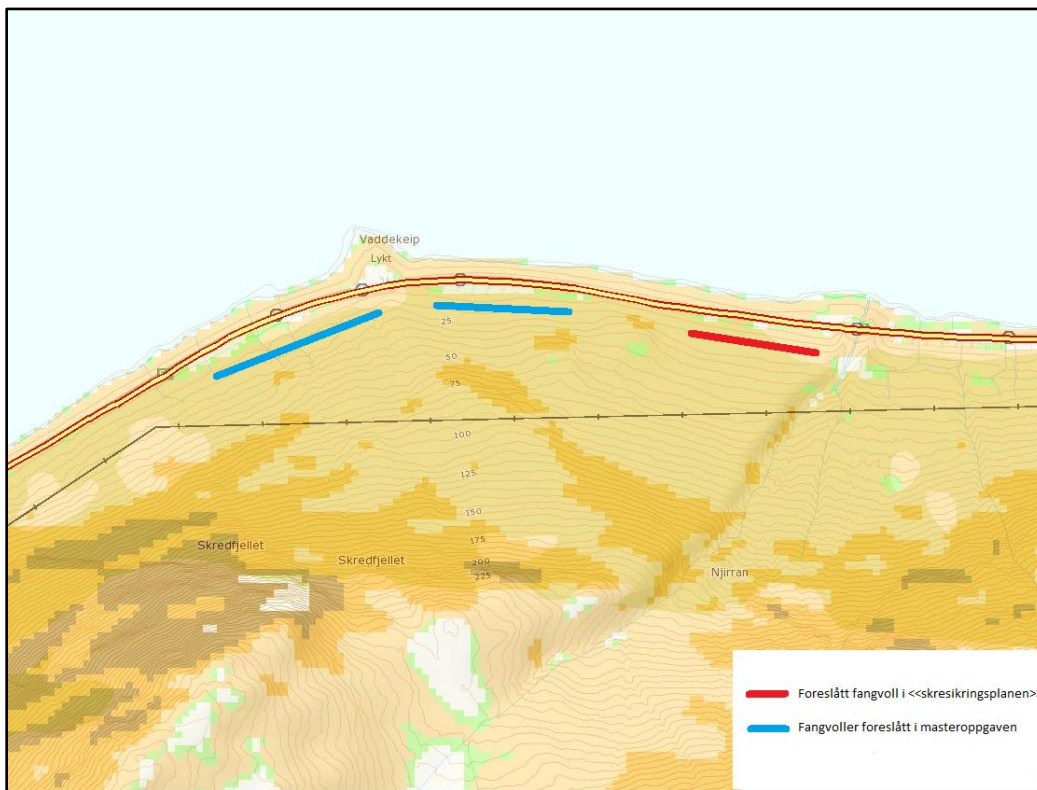 Vaddekeip
Lykt
25
50
75
100
125
150
175
200
225
Skredfjellet
Skredfjellet
Njirran
Foreslått fangvoll i <<skresikringsplanen>
Fangvoller foreslått i masteroppgaven